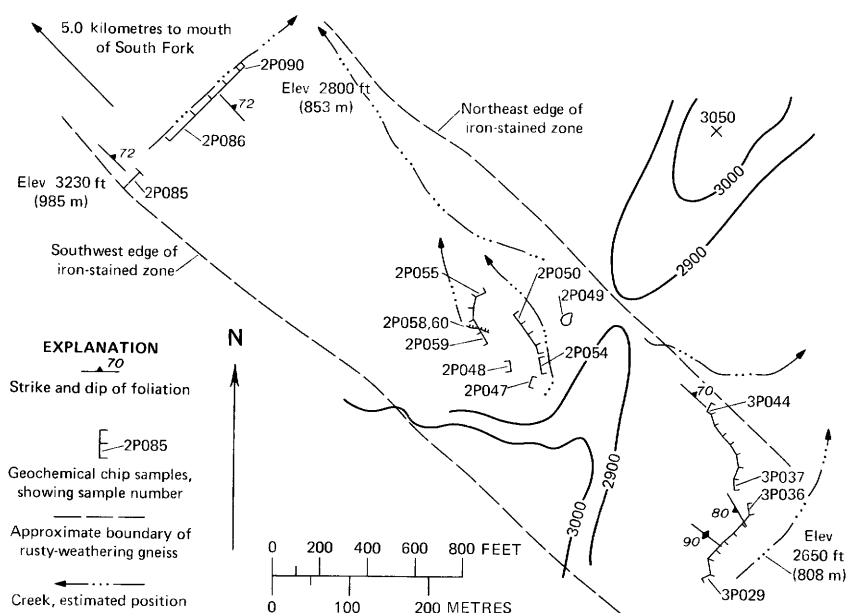 5.0 kilometres to mouth
of South Fork
2P090
72
2P086
Elev 2800 ft
(853 m)
Northeast edge of
iron-stained zone
3050
3000
2900
72
Elev 3230 ft
(985 m)
2P085
Southwest edge of
iron-stained zone
2P055
2P050
2P049
2P058,60
2P059
2P054
2P048
2P047
70
3P044
3P037
3P036
80
90
3P029
Elev
2650 ft
(808 m)
2900
3000
EXPLANATION
70
Strike and dip of foliation
2P085
Geochemical chip samples,
showing sample number
Approximate boundary of
rusty-weathering gneiss
Creek, estimated position
N
0 200 400 600 800 FEET
0 100 200 METRES